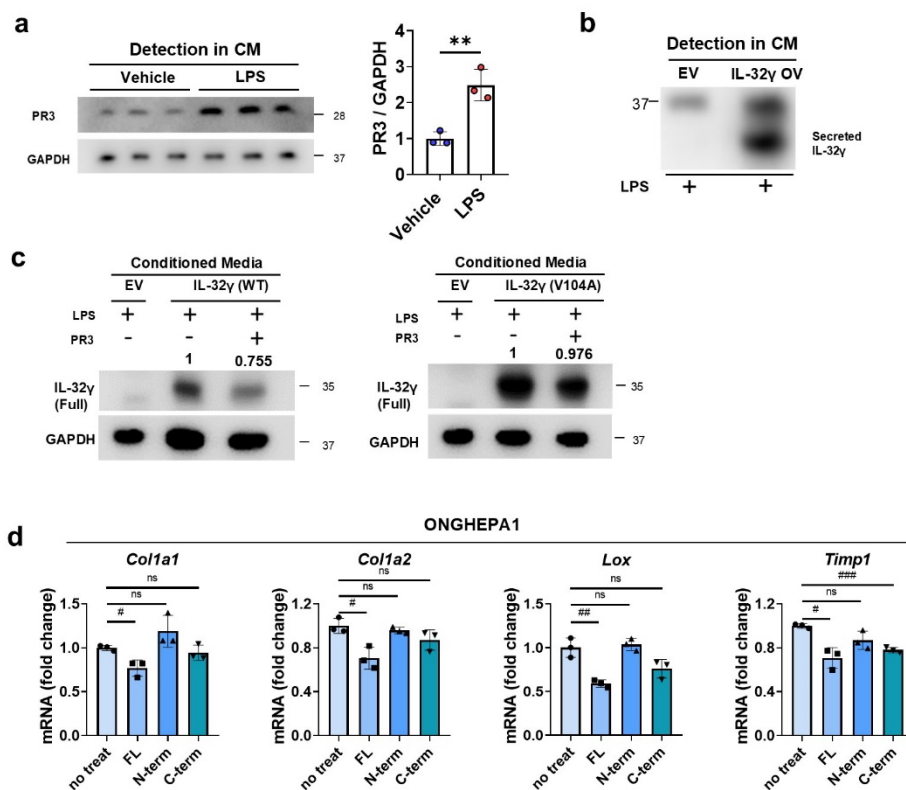 a
Detection in CM
Vehicle LPS
PR3
28
GAPDH
37
PR3 / GAPDH
4
3
2
1
0
**
Vehicle
LPS
b
Detection in CM
EV IL-32γ OV
37
Secreted
IL-32γ
LPS + +
c
Conditioned Media
EV IL-32γ (WT)
LPS + + +
PR3 - - +
1 0.755
IL-32γ
(Full)
35
GAPDH
37
Conditioned Media
EV IL-32γ (V104A)
LPS + + +
PR3 - - +
1 0.976
IL-32γ
(Full)
35
GAPDH
37
d
ONGHEPA1
Col1a1
ns
ns
#
mRNA (fold change)
1.5
1.0
0.5
0.0
no treat
FL
N-term
C-term
Col1a2
ns
ns
#
mRNA (fold change)
1.2
0.8
0.4
0.0
no treat
FL
N-term
C-term
Lox
ns
ns
##
mRNA (fold change)
1.5
1.0
0.5
0.0
no treat
FL
N-term
C-term
Timp1
###
ns
#
mRNA (fold change)
1.2
0.8
0.4
0.0
no treat
FL
N-term
C-term